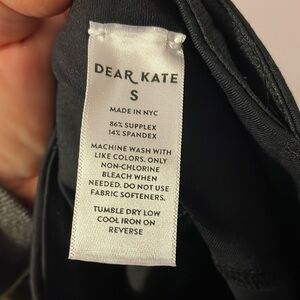 DEAR KATE
S
MADE IN NYC
86% SUPPLEX
14% SPANDEX
MACHINE WASH WITH
LIKE COLORS. ONLY
NON-CHLORINE
BLEACH WHEN
NEEDED. DO NOT USE
FABRIC SOFTENERS.
TUMBLE DRY LOW
COOL IRON ON
REVERSE